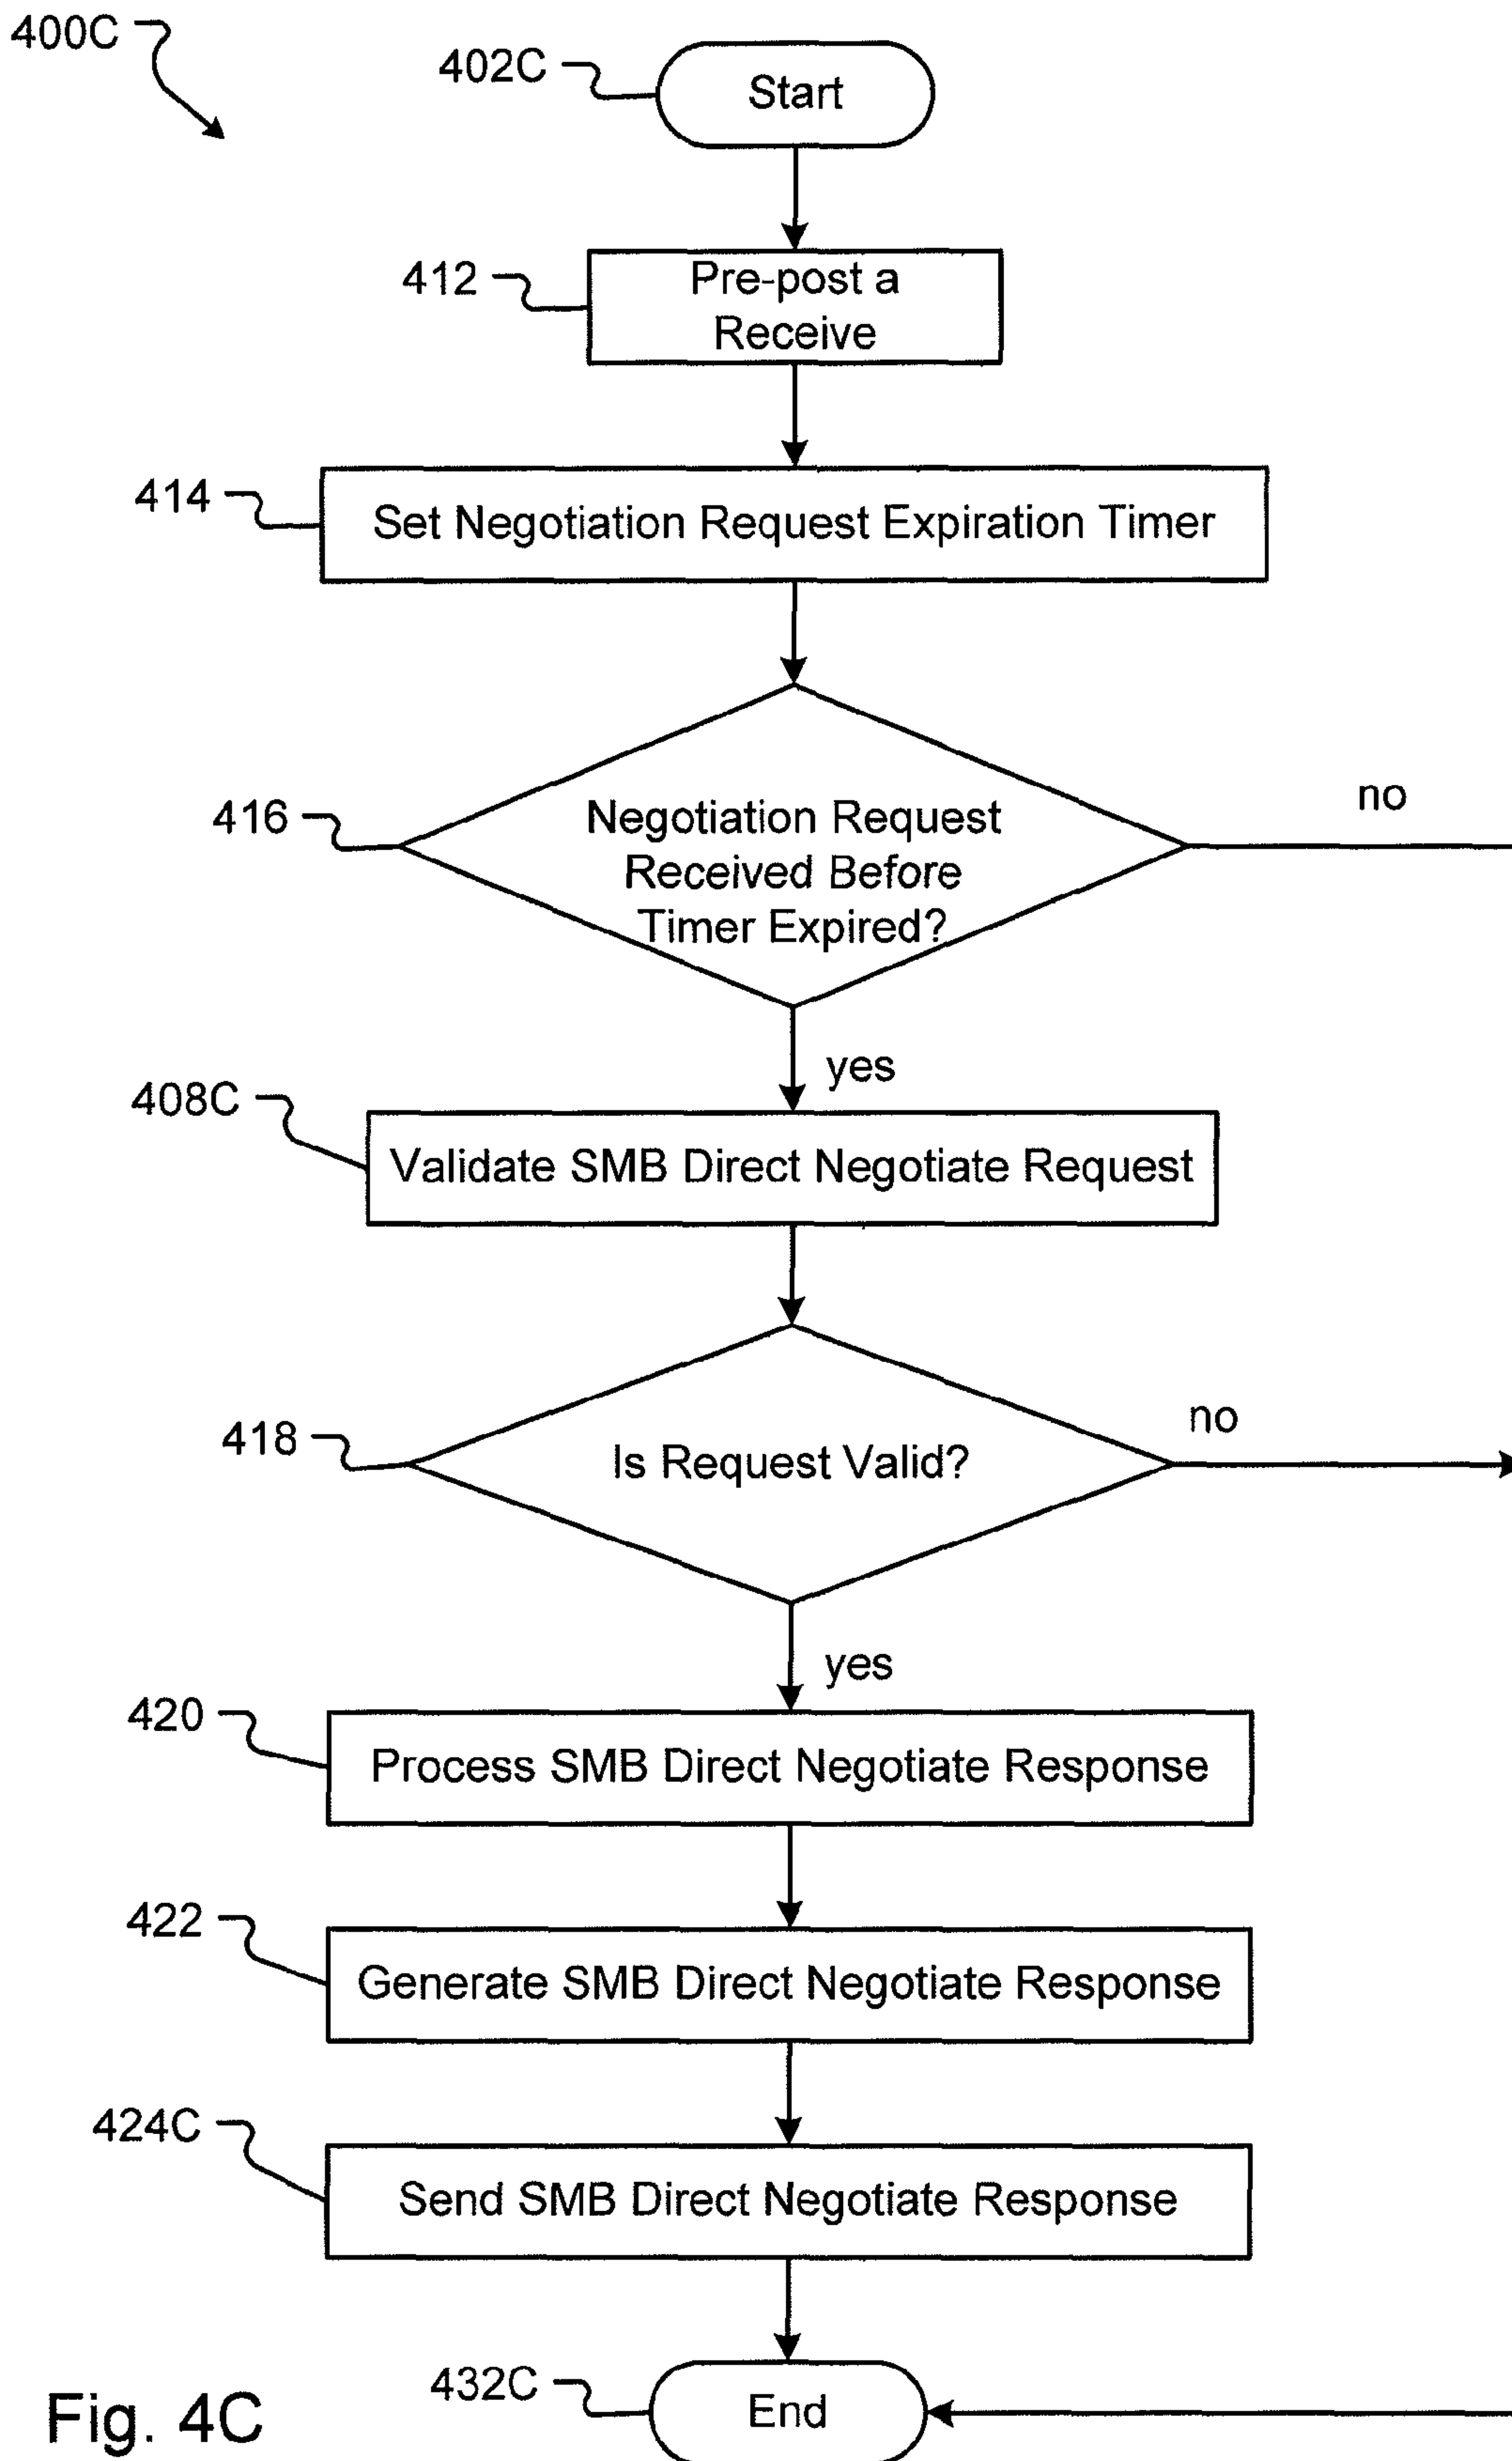 400C
402C
Start
412
Pre-post a
Receive
414
Set Negotiation Request Expiration Timer
416
Negotiation Request
Received Before
Timer Expired?
no
yes
408C
Validate SMB Direct Negotiate Request
418
Is Request Valid?
no
yes
420
Process SMB Direct Negotiate Response
422
Generate SMB Direct Negotiate Response
424C
Send SMB Direct Negotiate Response
432C
End
Fig. 4C